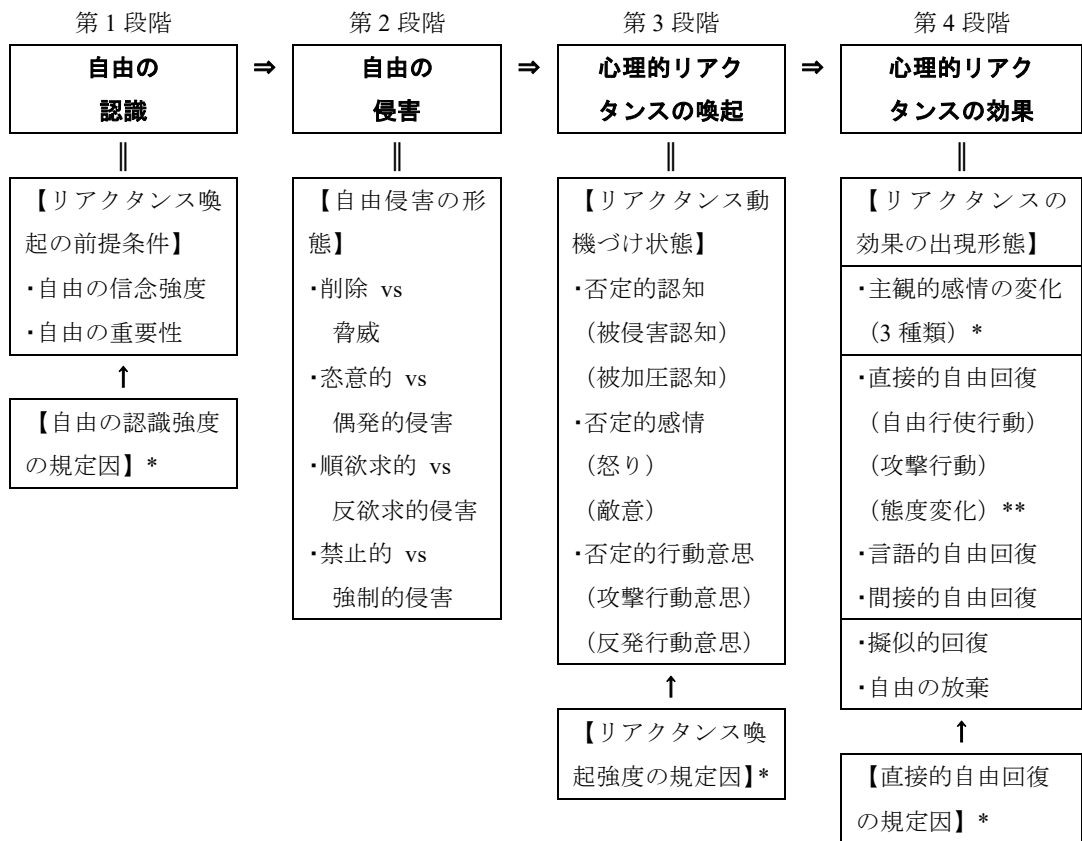 第1段階
自由の
認識
∥
【リアクタンス喚
起の前提条件】
・自由の信念強度
・自由の重要性
↑
【自由の認識強度
の規定因】*
⇒
第2段階
自由の
侵害
∥
【自由侵害の形
態】
・削除 vs
脅威
・恣意的 vs
偶発的侵害
・順欲求的 vs
反欲求的侵害
・禁止的 vs
強制的侵害
⇒
第3段階
心理的リアク
タンスの喚起
∥
【リアクタンス動
機づけ状態】
・否定的認知
（被侵害認知）
（被加圧認知）
・否定的感情
（怒り）
（敵意）
・否定的行動意思
（攻撃行動意思）
（反発行動意思）
↑
【リアクタンス喚
起強度の規定因】*
⇒
⇒
第4段階
心理的リアク
タンスの効果
∥
【リアクタンスの
効果の出現形態】
・主観的感情の変化
（3種類）*
・直接的自由回復
（自由行使行動）
（攻撃行動）
（態度変化）**
・言語的自由回復
・間接的自由回復
・擬似的回復
・自由の放棄
↑
【直接的自由回復
の規定因】*